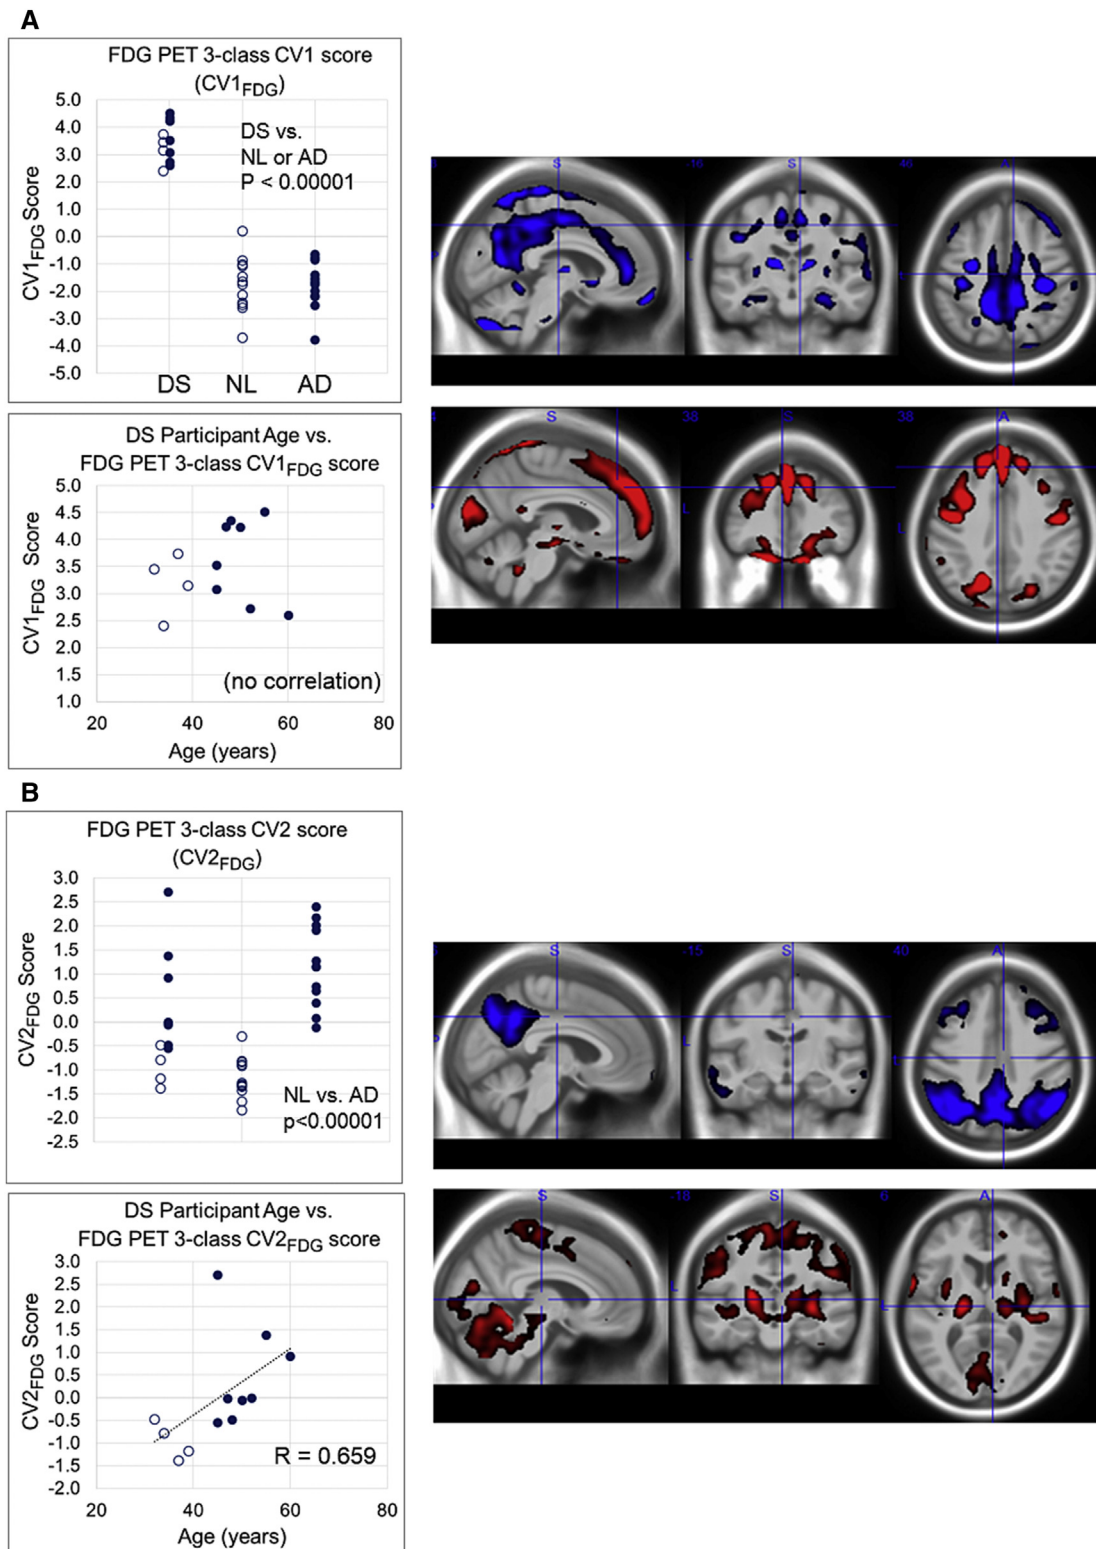 A
FDG PET 3-class CV1 score
(CV1FDG)
5.0
4.0
3.0
2.0
1.0
0.0
-1.0
-2.0
-3.0
-4.0
-5.0
CV1FDG Score
DS vs.
NL or AD
P < 0.00001
DS NL AD
S
-16 S
46 A
L
DS Participant Age vs.
FDG PET 3-class CV1FDG score
5.0
4.5
4.0
3.5
3.0
2.5
2.0
1.5
1.0
CV1FDG Score
(no correlation)
20 40 60
Age (years)
S
38 S
38 A
L
L
B
FDG PET 3-class CV2 score
(CV2FDG)
3.0
2.5
2.0
1.5
1.0
0.5
0.0
-0.5
-1.0
-1.5
-2.0
-2.5
CV2FDG Score
NL vs. AD
p<0.00001
S
-15 S
40 A
L
L
DS Participant Age vs.
FDG PET 3-class CV2FDG score
3.0
2.5
2.0
1.5
1.0
0.5
0.0
-0.5
-1.0
-1.5
-2.0
CV2FDG Score
R = 0.659
20 40 60
Age (years)
S
-18 S
6 A
L
L